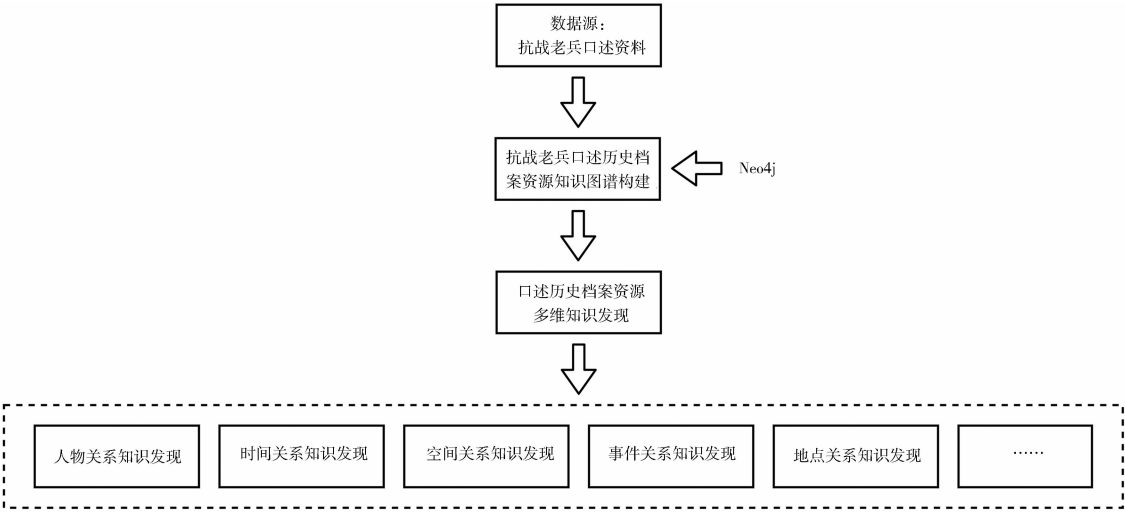 数据源：
抗战老兵口述资料
抗战老兵口述历史档
案资源知识图谱构建
Neo4j
口述历史档案资源
多维知识发现
人物关系知识发现
时间关系知识发现
空间关系知识发现
事件关系知识发现
地点关系知识发现
……